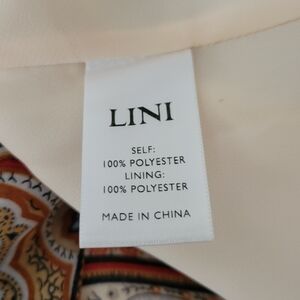 LINI
SELF:
100% POLYESTER
LINING:
100% POLYESTER
MADE IN CHINA